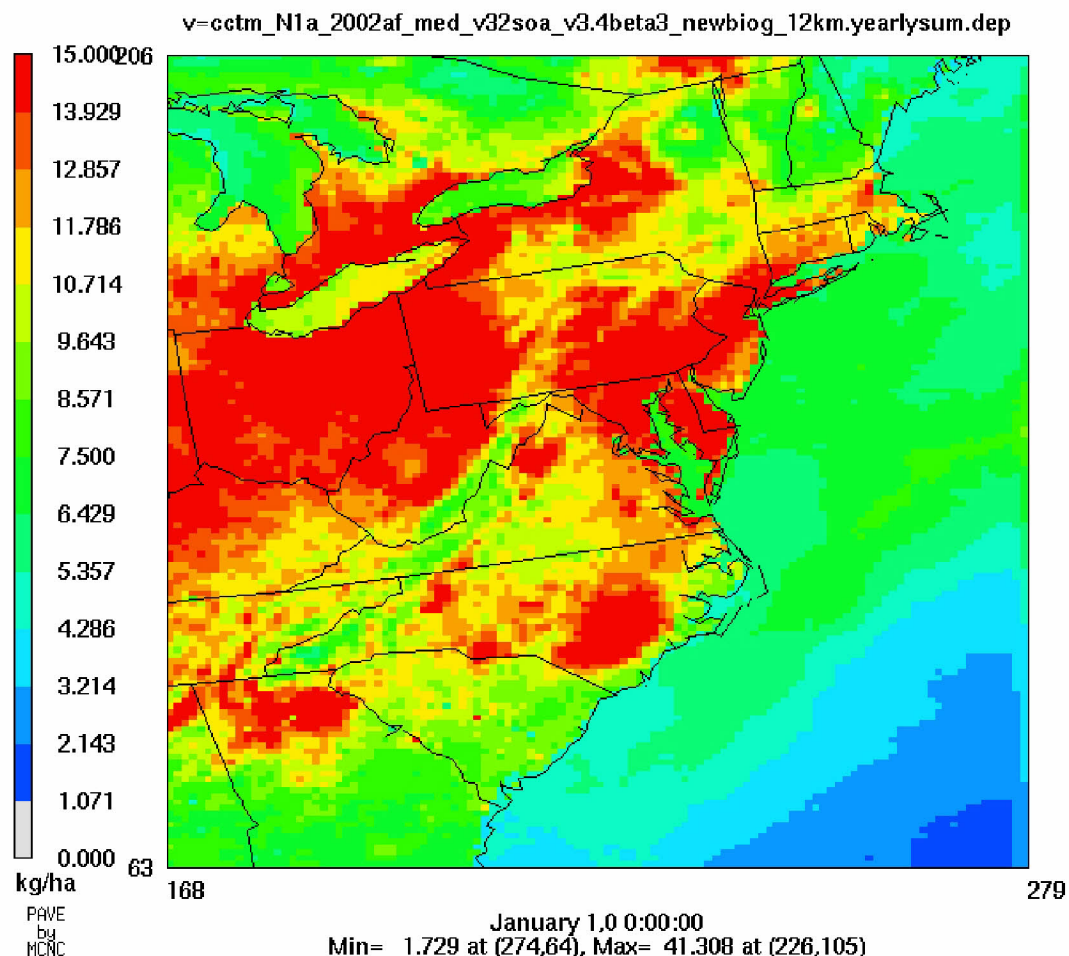 v=cctm_N1a_2002af_med_v32soa_v3.4beta3_newbiog_12km.yearlysum.dep
15.000
206
13.929
12.857
11.786
10.714
9.643
8.571
7.500
6.429
5.357
4.286
3.214
2.143
1.071
0.000
63
kg/ha
168
279
PAVE
by
MCNC
January 1,0 0:00:00
Min= 1.729 at (274,64), Max= 41.308 at (226,105)